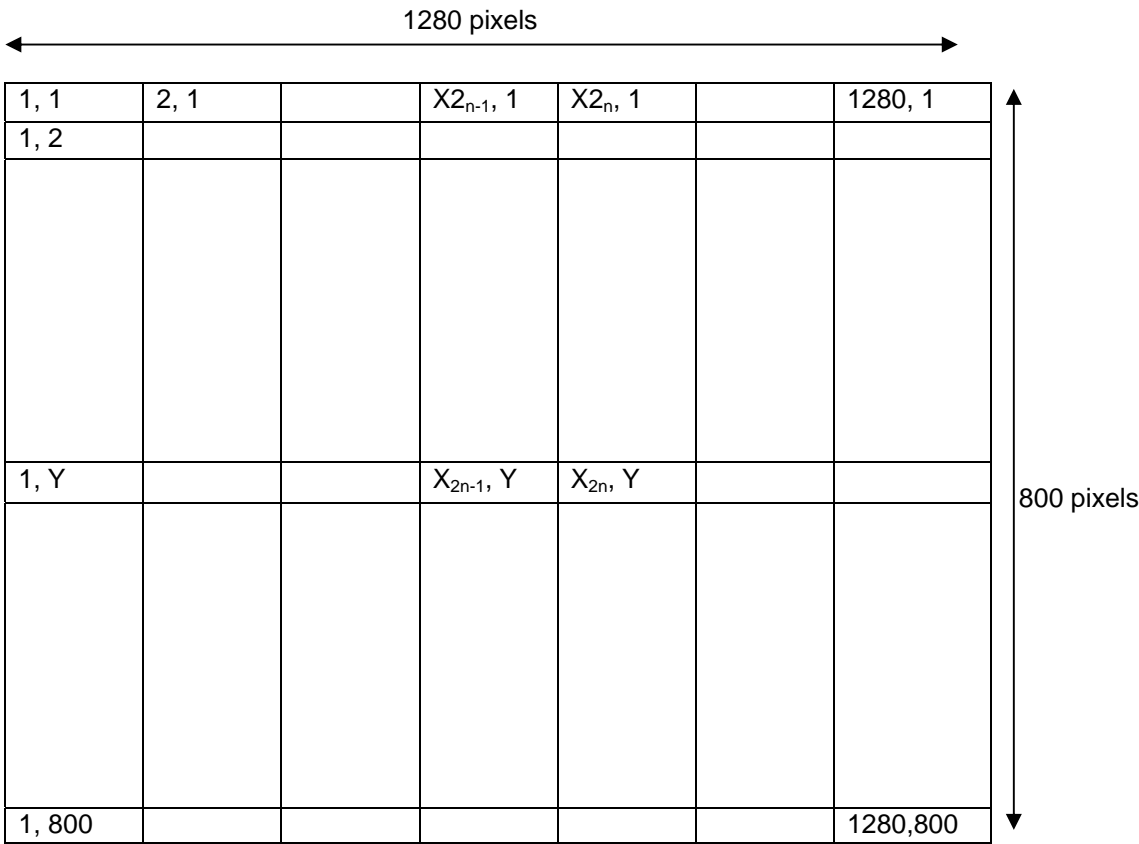 1280 pixels
1, 1 2, 1 X2n-1, 1 X2n, 1 1280, 1
1, 2
1, Y X2n-1, Y X2n, Y
800 pixels
1, 800 1280,800